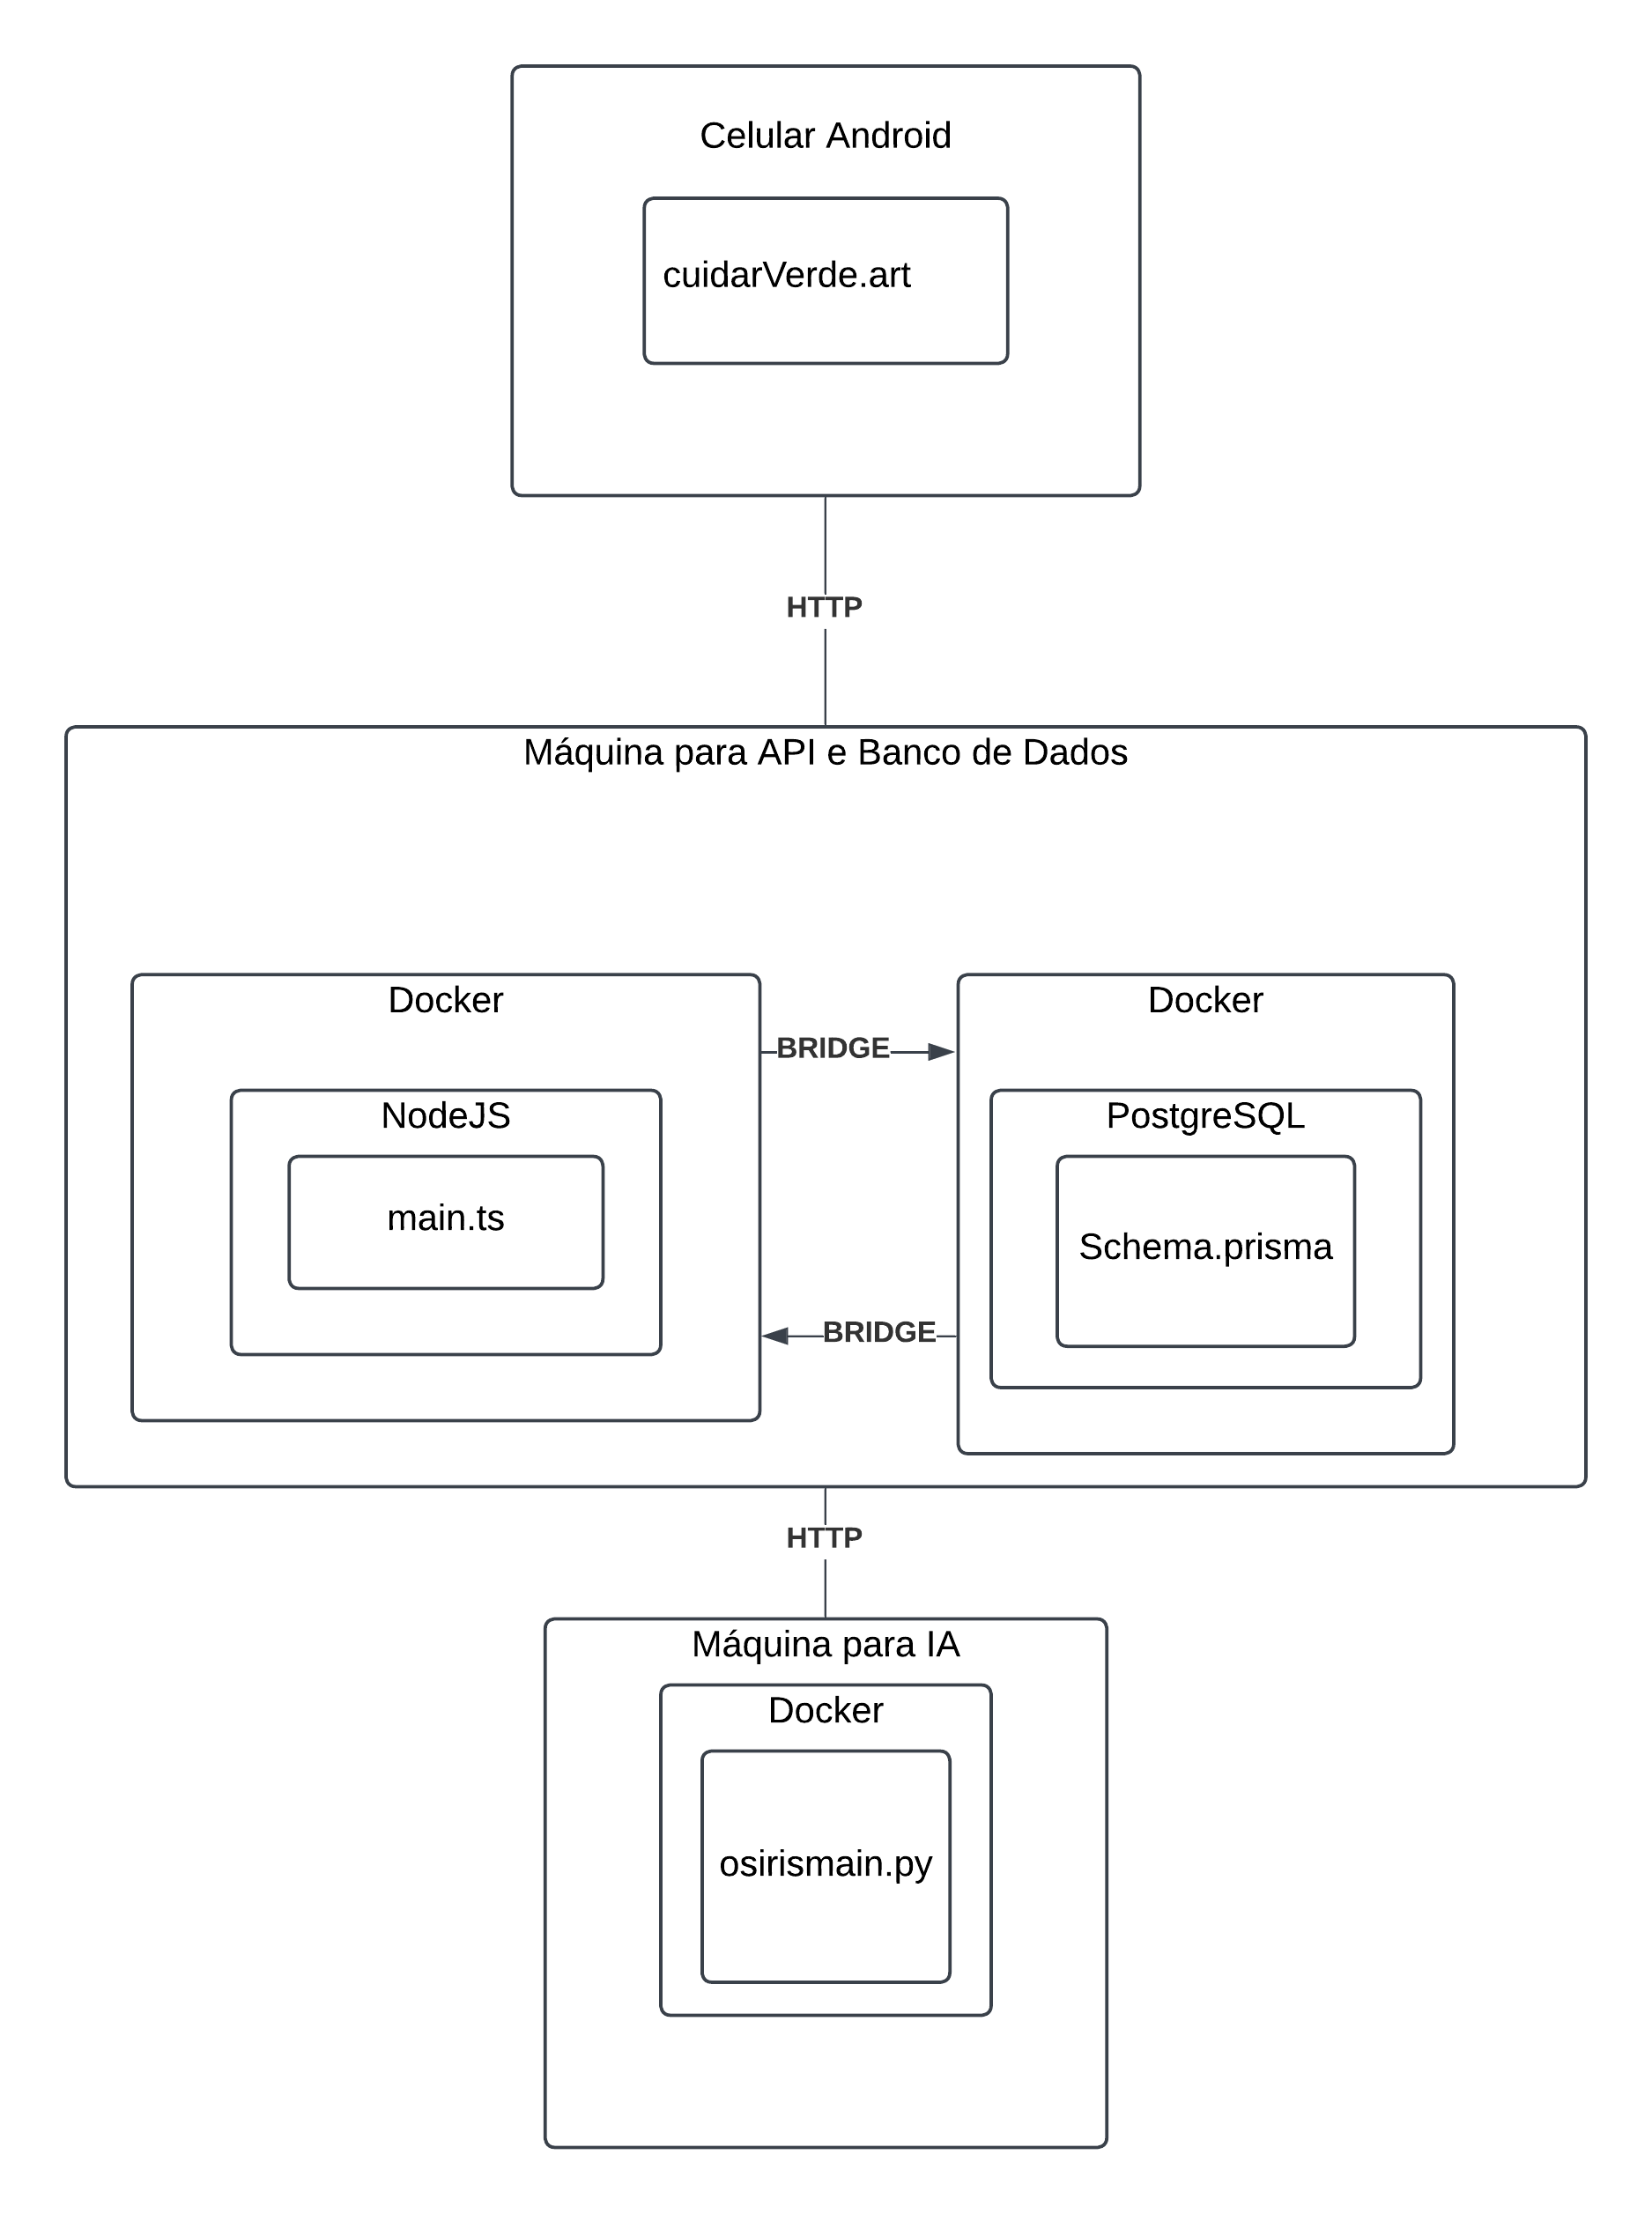 Celular Android
cuidarVerde.art
HTTP
Máquina para API e Banco de Dados
Docker
NodeJS
main.ts
BRIDGE
BRIDGE
Docker
PostgreSQL
Schema.prisma
HTTP
Máquina para IA
Docker
osirismain.py